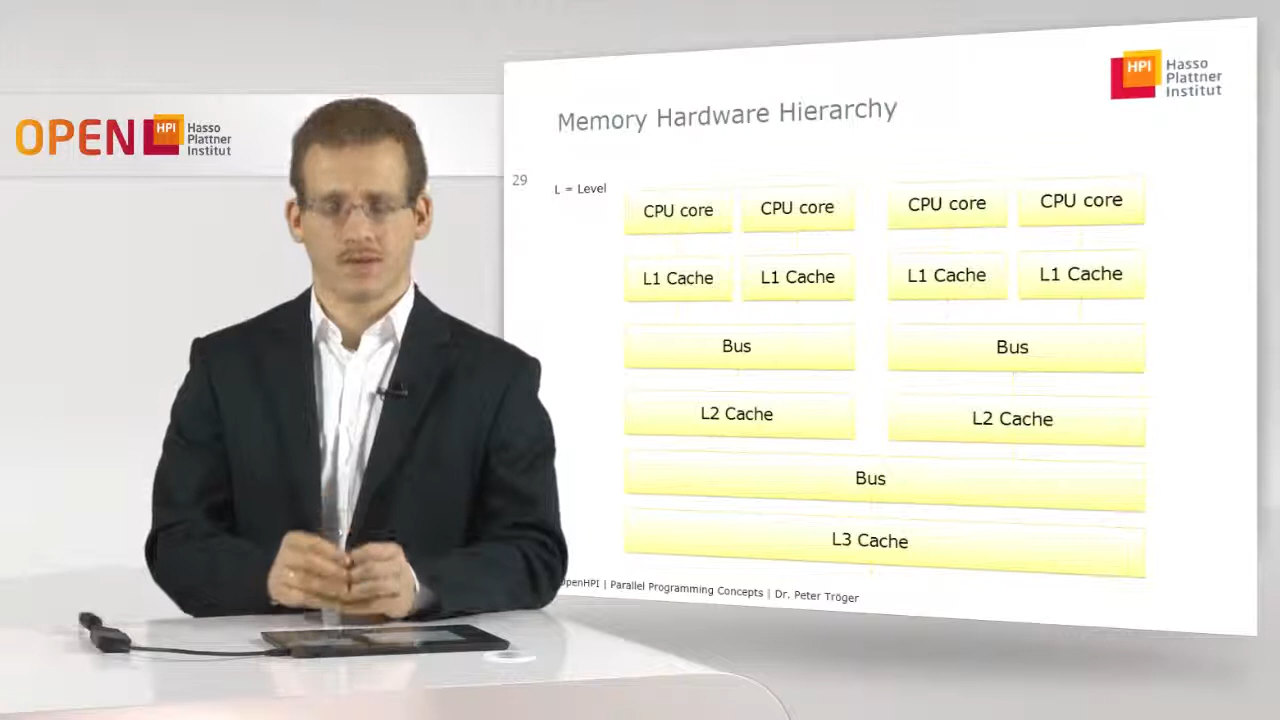 OPEN HPI Hasso
Plattner
Institut
HPI Hasso
Plattner
Institut
Memory Hardware Hierarchy
29
L = Level
CPU core CPU core CPU core CPU core
L1 Cache L1 Cache L1 Cache L1 Cache
Bus Bus
L2 Cache L2 Cache
Bus
L3 Cache
OpenHPI | Parallel Programming Concepts | Dr. Peter Tröger